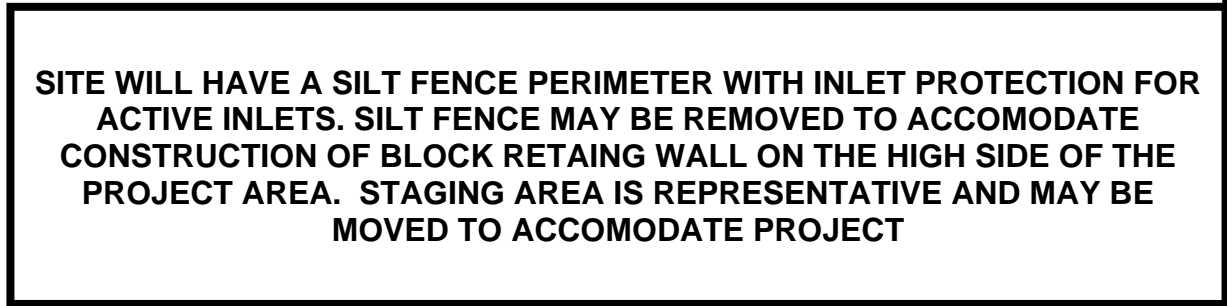 SITE WILL HAVE A SILT FENCE PERIMETER WITH INLET PROTECTION FOR
ACTIVE INLETS. SILT FENCE MAY BE REMOVED TO ACCOMODATE
CONSTRUCTION OF BLOCK RETAING WALL ON THE HIGH SIDE OF THE
PROJECT AREA.  STAGING AREA IS REPRESENTATIVE AND MAY BE
MOVED TO ACCOMODATE PROJECT